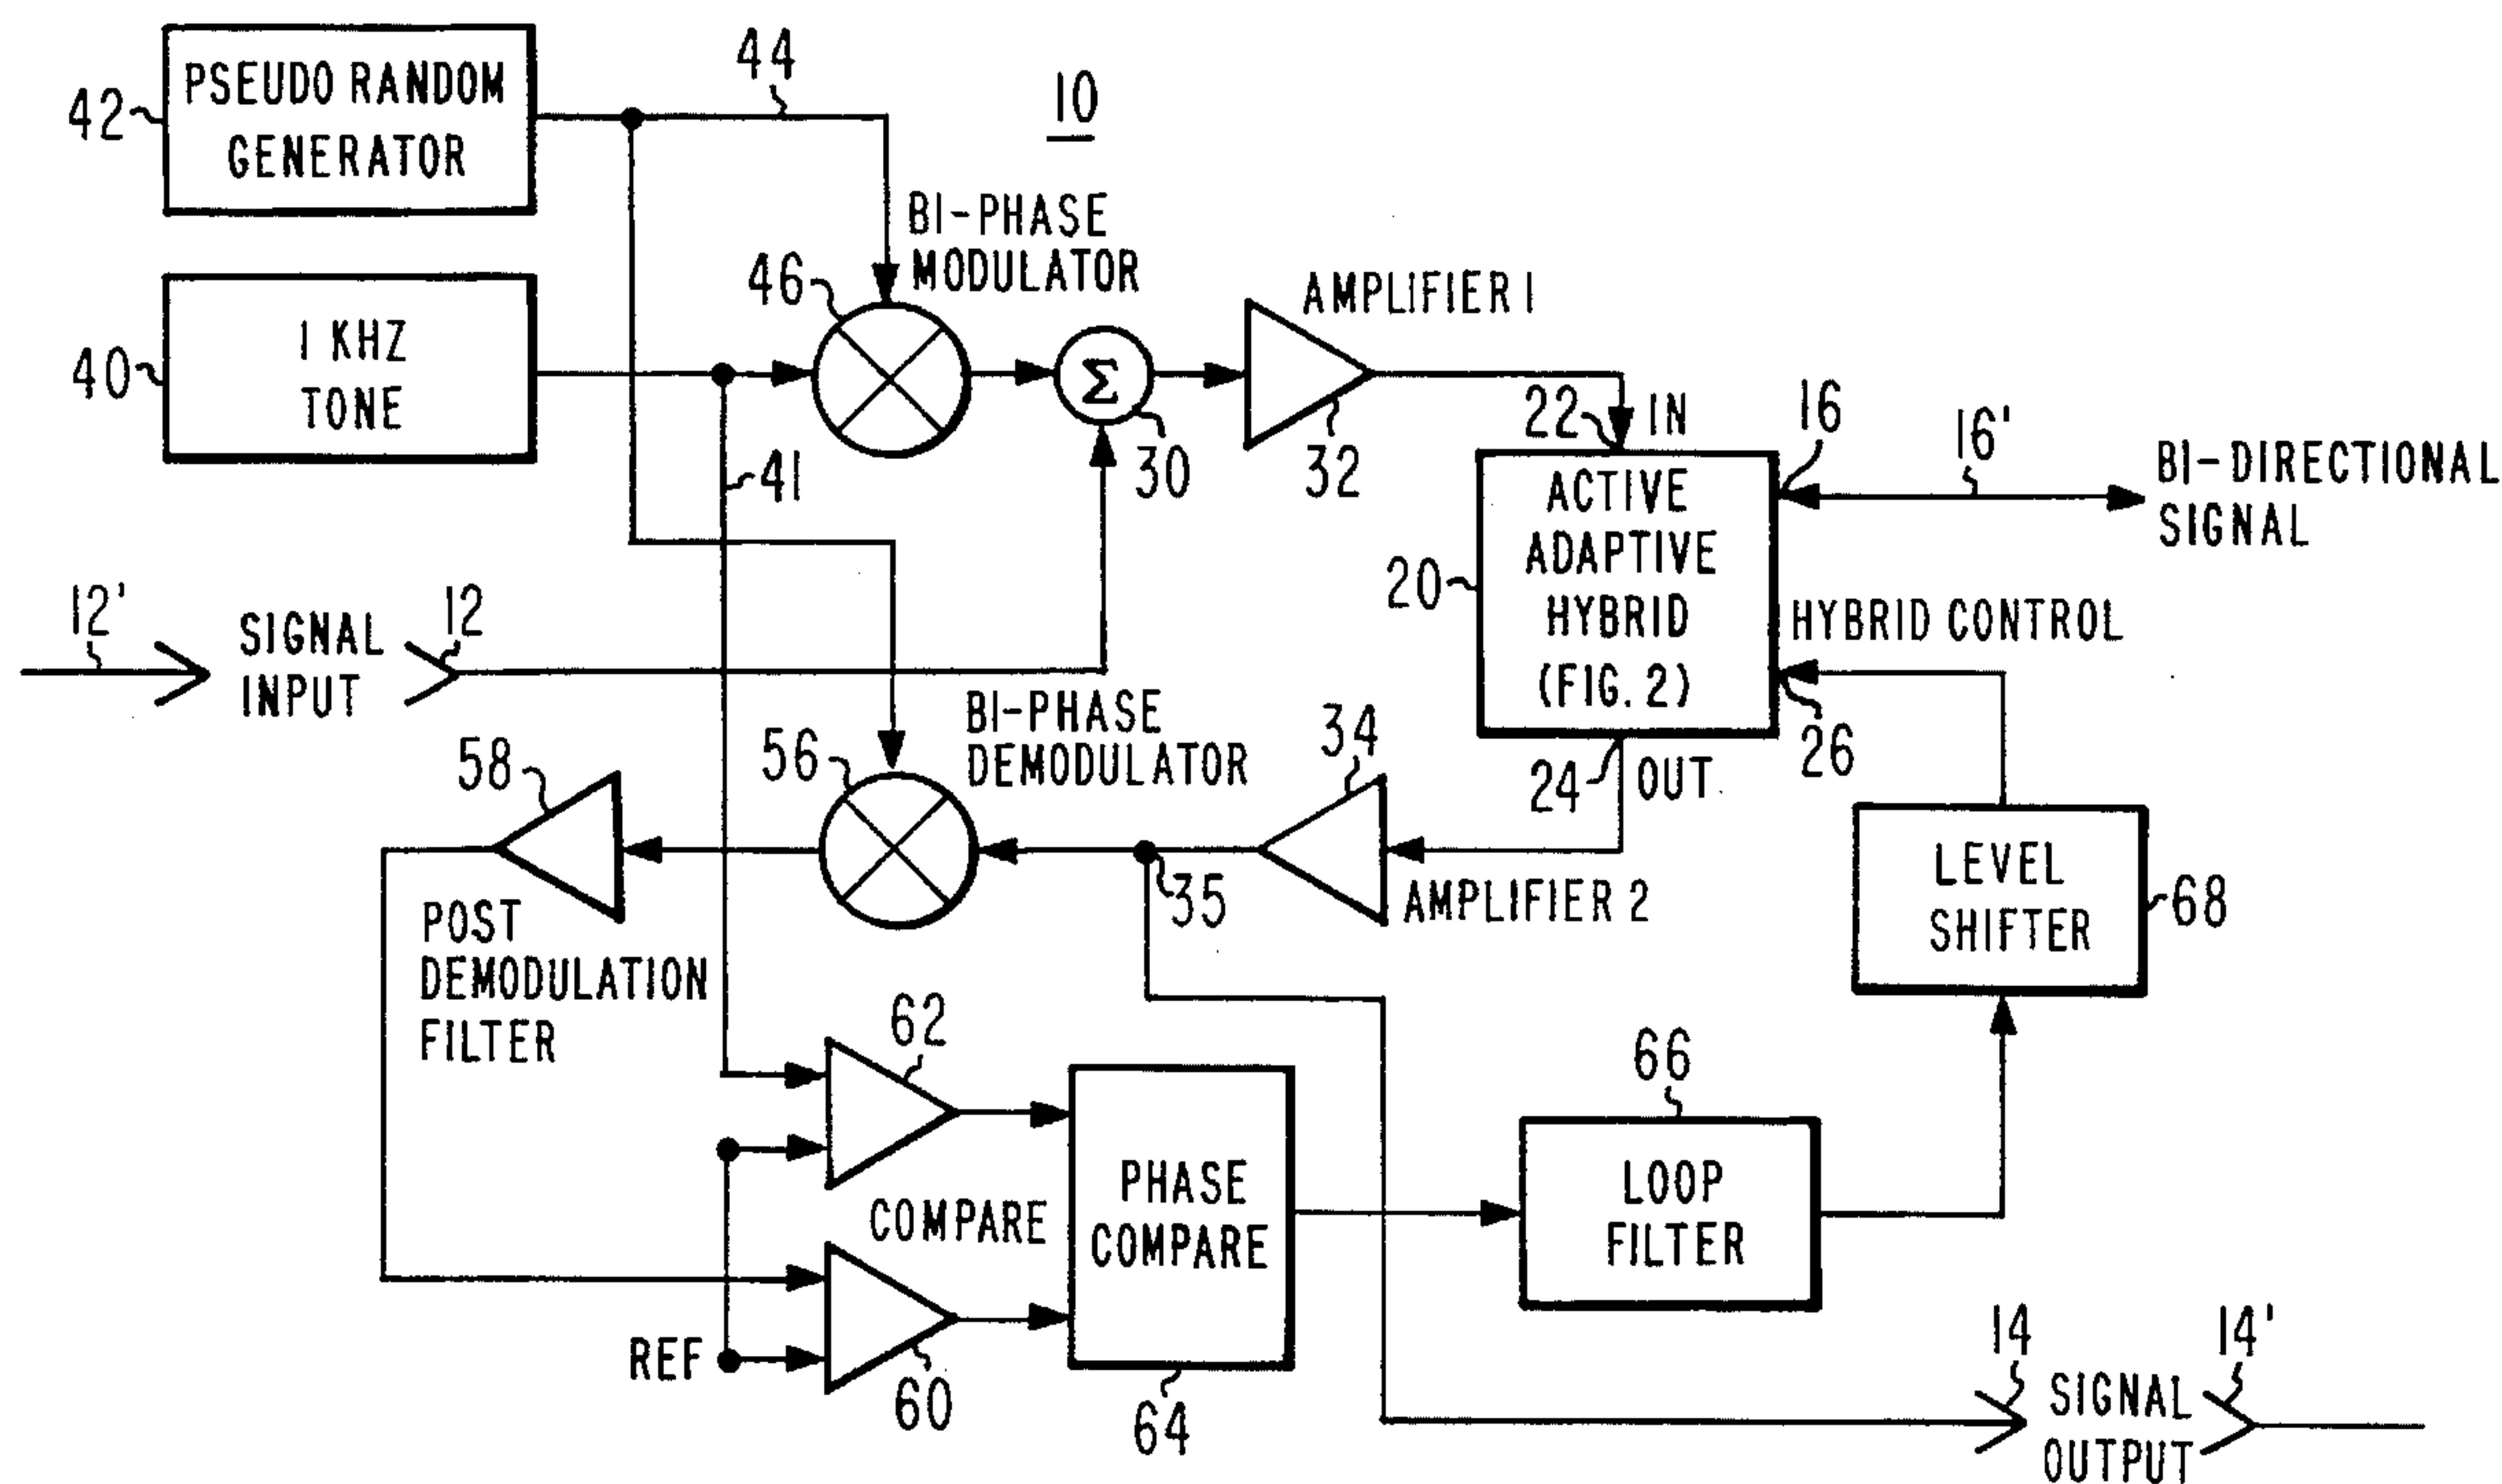 PSEUDO RANDOM
GENERATOR
42
44
10
BI-PHASE
MODULATOR
46
1 KHZ
TONE
40
41
Σ
30
AMPLIFIER 1
32
22
IN
16
16'
BI-DIRECTIONAL
SIGNAL
ACTIVE
ADAPTIVE
HYBRID
(FIG. 2)
20
HYBRID CONTROL
26
24
OUT
12'
SIGNAL
INPUT
12
BI-PHASE
DEMODULATOR
56
58
34
35
AMPLIFIER 2
POST
DEMODULATION
FILTER
LEVEL
SHIFTER
68
62
COMPARE
REF
60
PHASE
COMPARE
64
66
LOOP
FILTER
14
SIGNAL
OUTPUT
14'